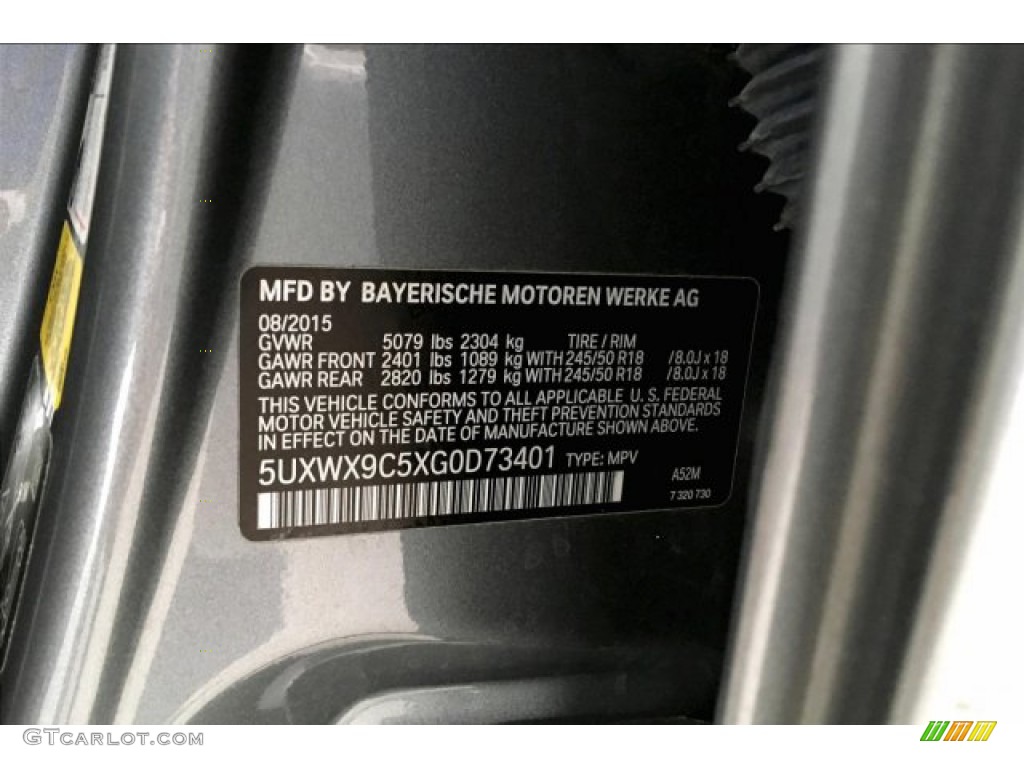 MFD BY BAYERISCHE MOTOREN WERKE AG
08/2015
GVWR 5079 lbs 2304 kg TIRE / RIM
GAWR FRONT 2401 lbs 1089 kg WITH 245/50 R18 / 8.0J x 18
GAWR REAR 2820 lbs 1279 kg WITH 245/50 R18 / 8.0J x 18
THIS VEHICLE CONFORMS TO ALL APPLICABLE U. S. FEDERAL
MOTOR VEHICLE SAFETY AND THEFT PREVENTION STANDARDS
IN EFFECT ON THE DATE OF MANUFACTURE SHOWN ABOVE.
5UXWX9C5XG0D73401 TYPE: MPV
A52M
7 320 730
GTCarLot.com